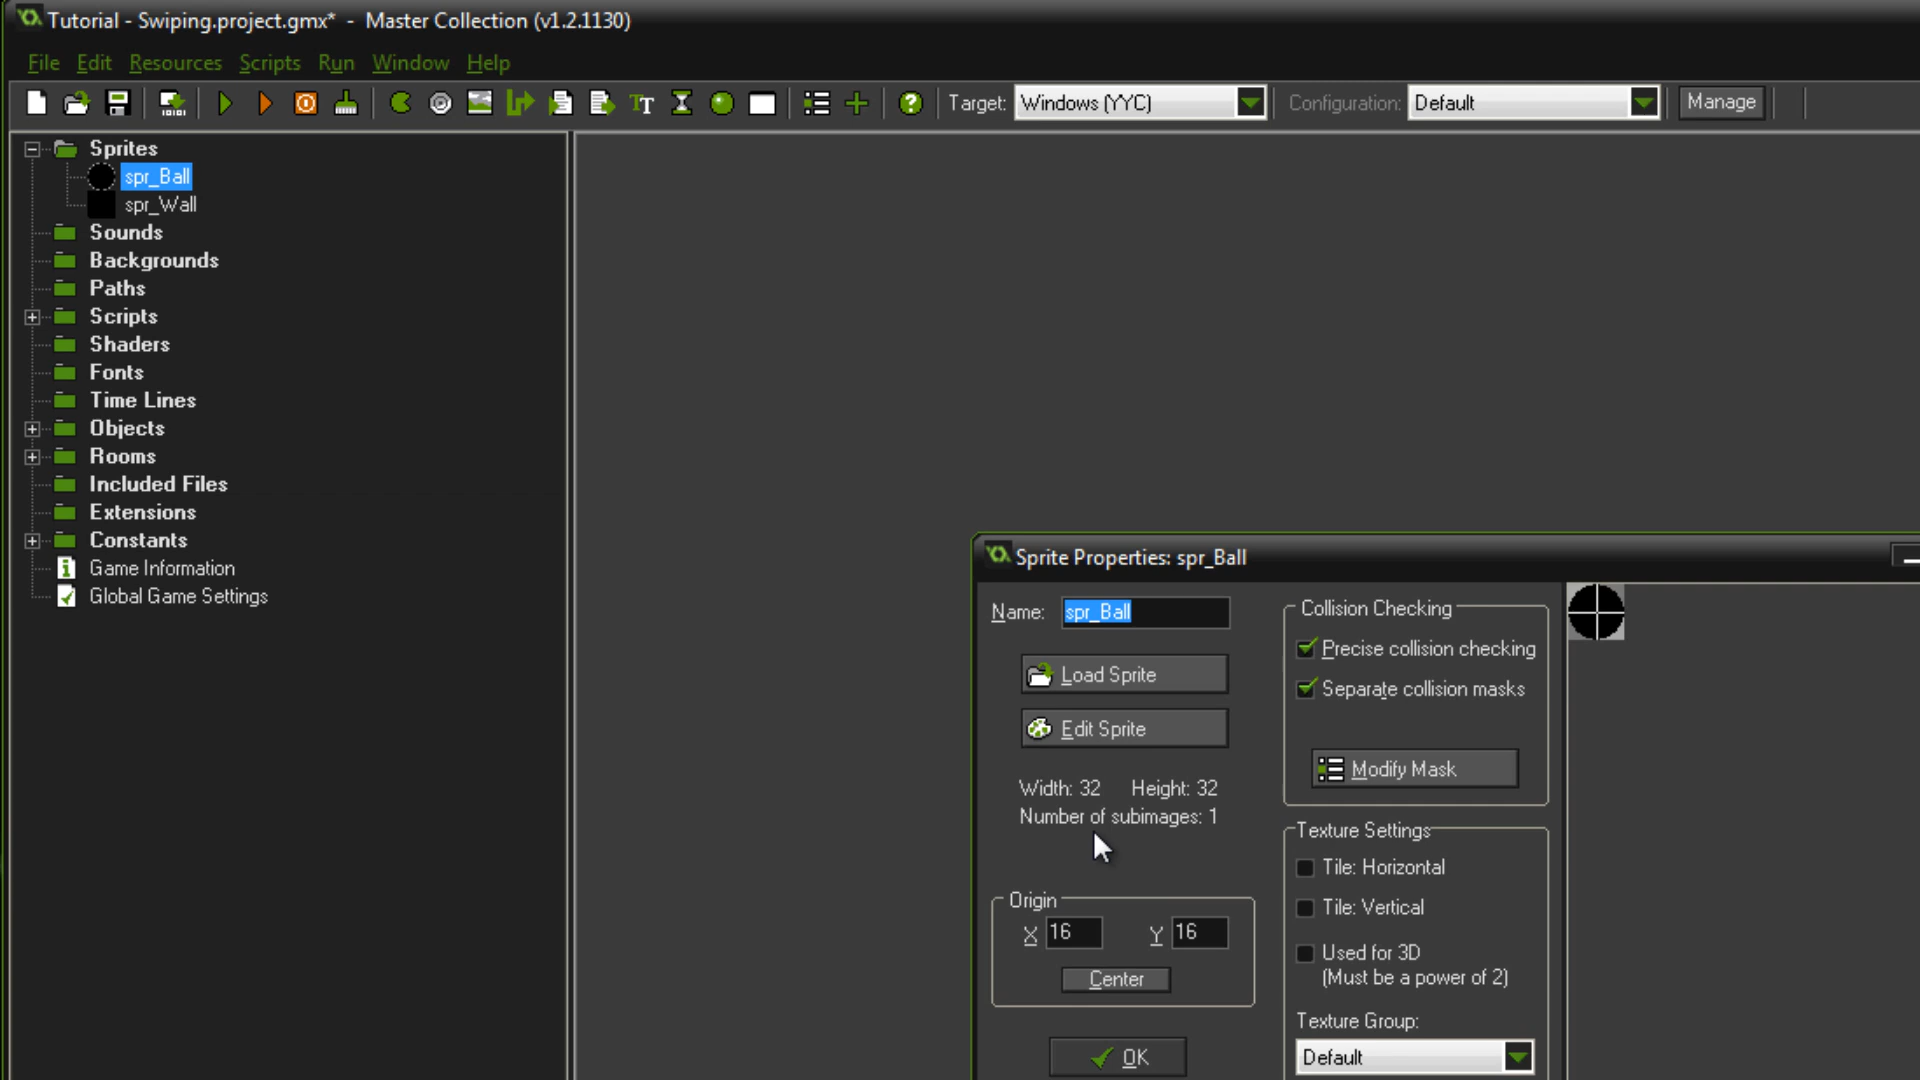 Tutorial - Swiping.project.gmx* - Master Collection (v1.2.1130)
File Edit Resources Scripts Run Window Help
Target: Windows (YYC) Configuration: Default Manage
Sprites
spr_Ball
spr_Wall
Sounds
Backgrounds
Paths
Scripts
Shaders
Fonts
Time Lines
Objects
Rooms
Included Files
Extensions
Constants
Game Information
Global Game Settings
Sprite Properties: spr_Ball
Name: spr_Ball
Load Sprite
Edit Sprite
Width: 32 Height: 32
Number of subimages: 1
Origin
X 16 Y 16
Center
OK
Collision Checking
Precise collision checking
Separate collision masks
Modify Mask
Texture Settings
Tile: Horizontal
Tile: Vertical
Used for 3D
(Must be a power of 2)
Texture Group:
Default